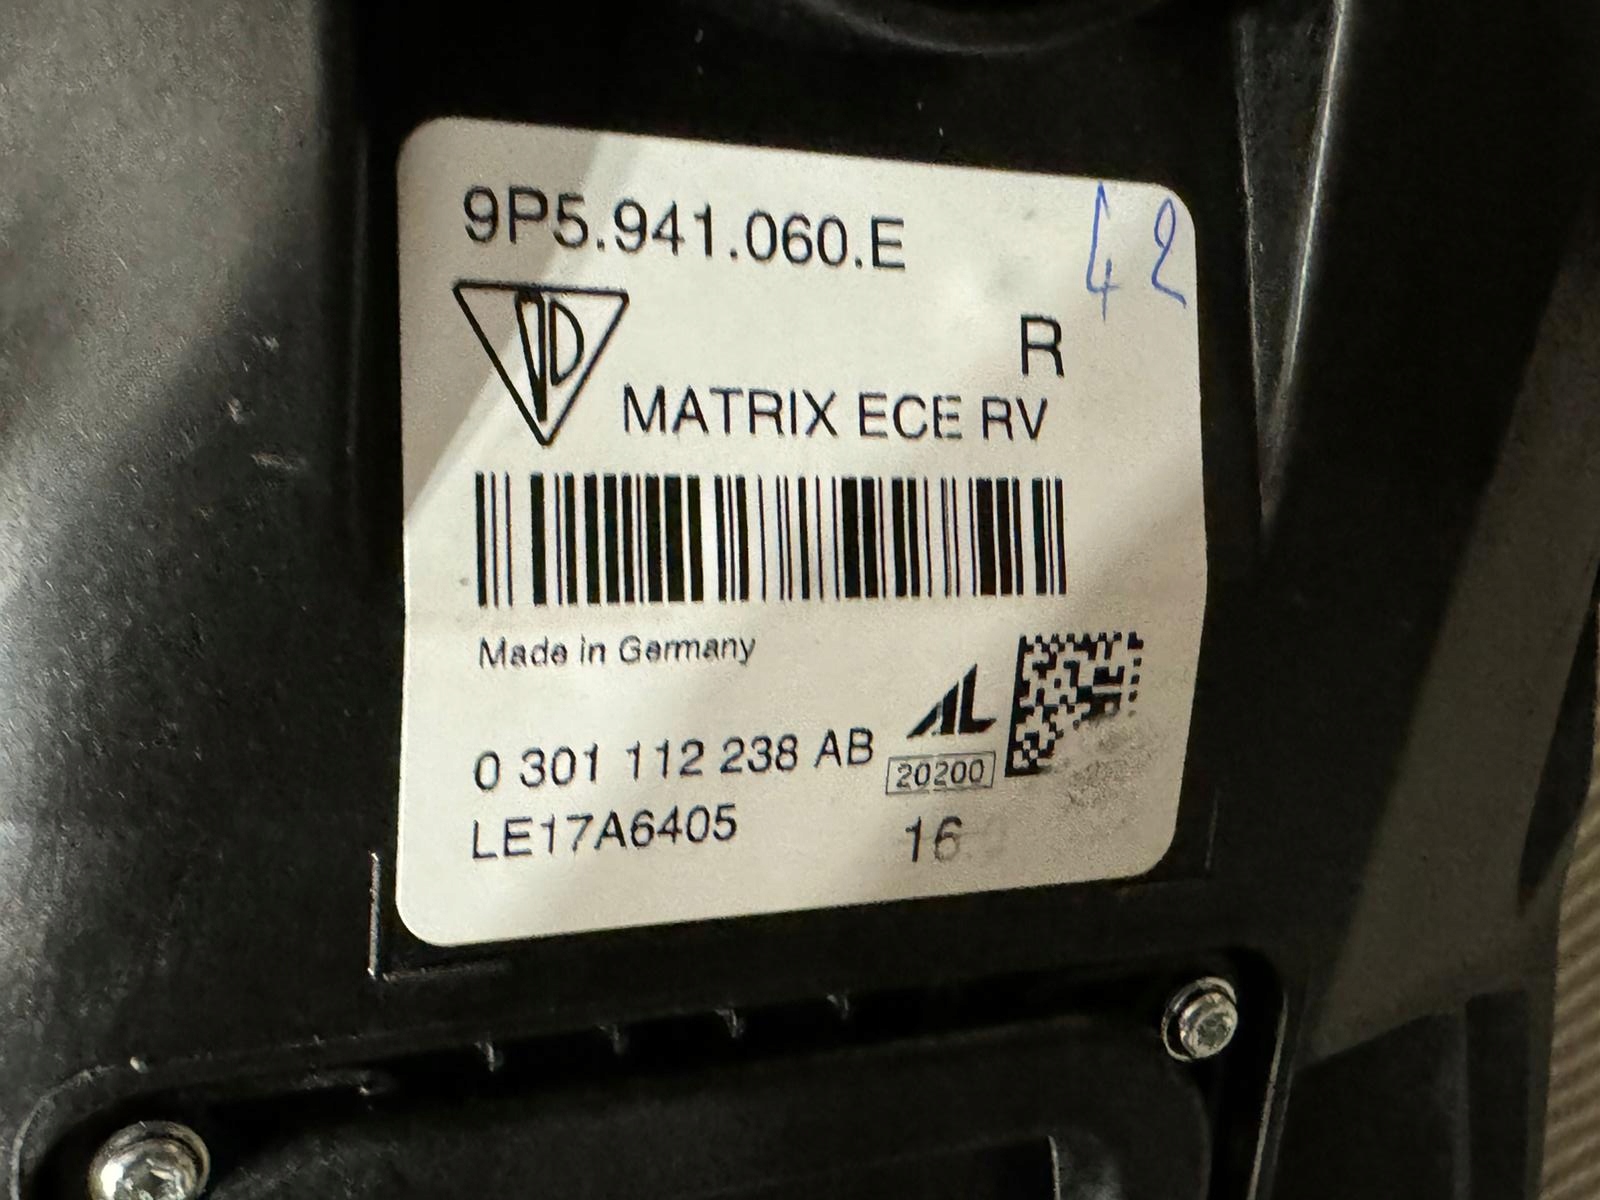 9P5.941.060.E
42
R
MATRIX ECE RV
Made in Germany
AL
0 301 112 238 AB
20200
LE17A6405
16